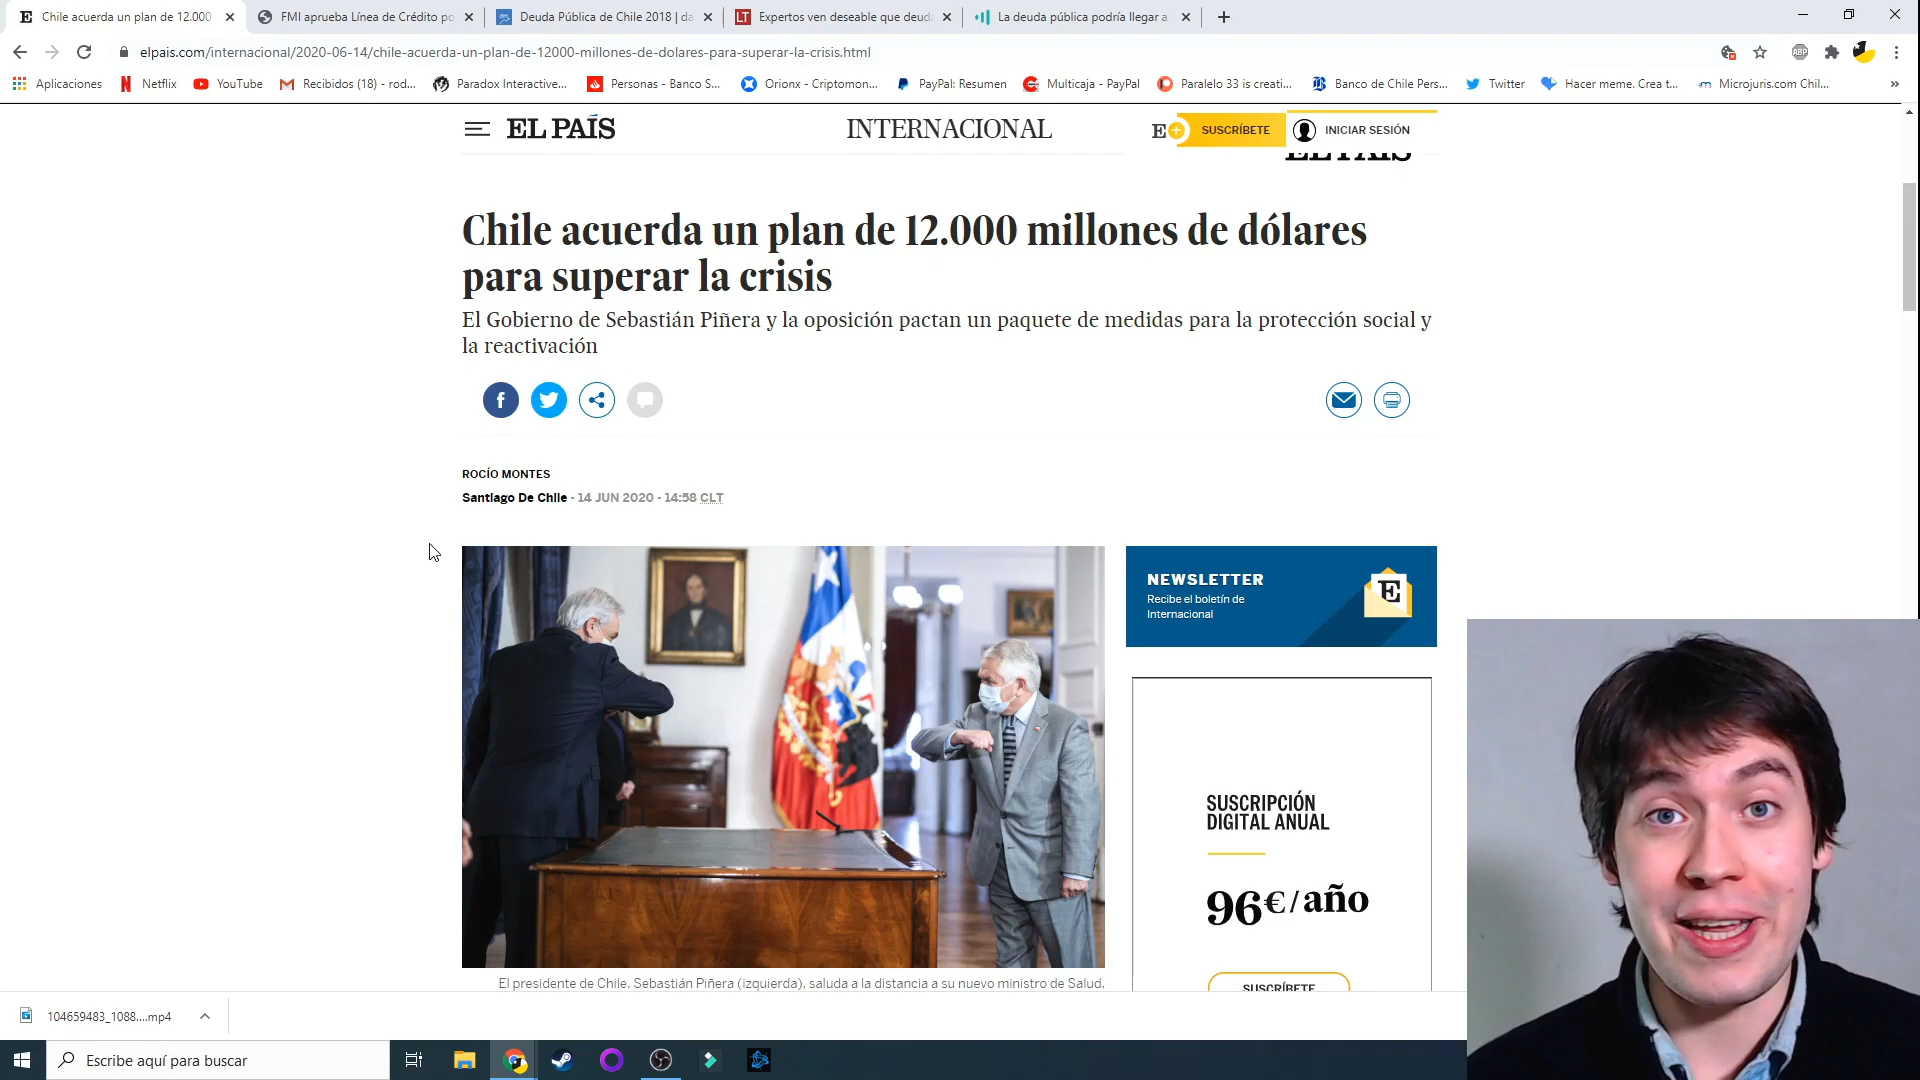 Chile acuerda un plan de 12.000
FMI aprueba Línea de Crédito po
Deuda Pública de Chile 2018 | da
Expertos ven deseable que deuda
La deuda pública podría llegar a
elpais.com/internacional/2020-06-14/chile-acuerda-un-plan-de-12000-millones-de-dolares-para-superar-la-crisis.html
ABP
Aplicaciones
Netflix
YouTube
Recibidos (18) - rod...
Paradox Interactive...
Personas - Banco S...
Orionx - Criptomon...
PayPal: Resumen
Multicaja - PayPal
Paralelo 33 is creati...
Banco de Chile Pers...
Twitter
Hacer meme. Crea t...
Microjuris.com Chil...
EL PAÍS
INTERNACIONAL
E+
SUSCRÍBETE
INICIAR SESIÓN
EL PAÍS
Chile acuerda un plan de 12.000 millones de dólares
para superar la crisis
El Gobierno de Sebastián Piñera y la oposición pactan un paquete de medidas para la protección social y
la reactivación
ROCÍO MONTES
Santiago De Chile - 14 JUN 2020 - 14:58 CLT
NEWSLETTER
Recibe el boletín de
Internacional
E
SUSCRIPCIÓN
DIGITAL ANUAL
96€/año
SUSCRÍBETE
El presidente de Chile, Sebastián Piñera (izquierda), saluda a la distancia a su nuevo ministro de Salud,
104659483_1088....mp4
Escribe aquí para buscar